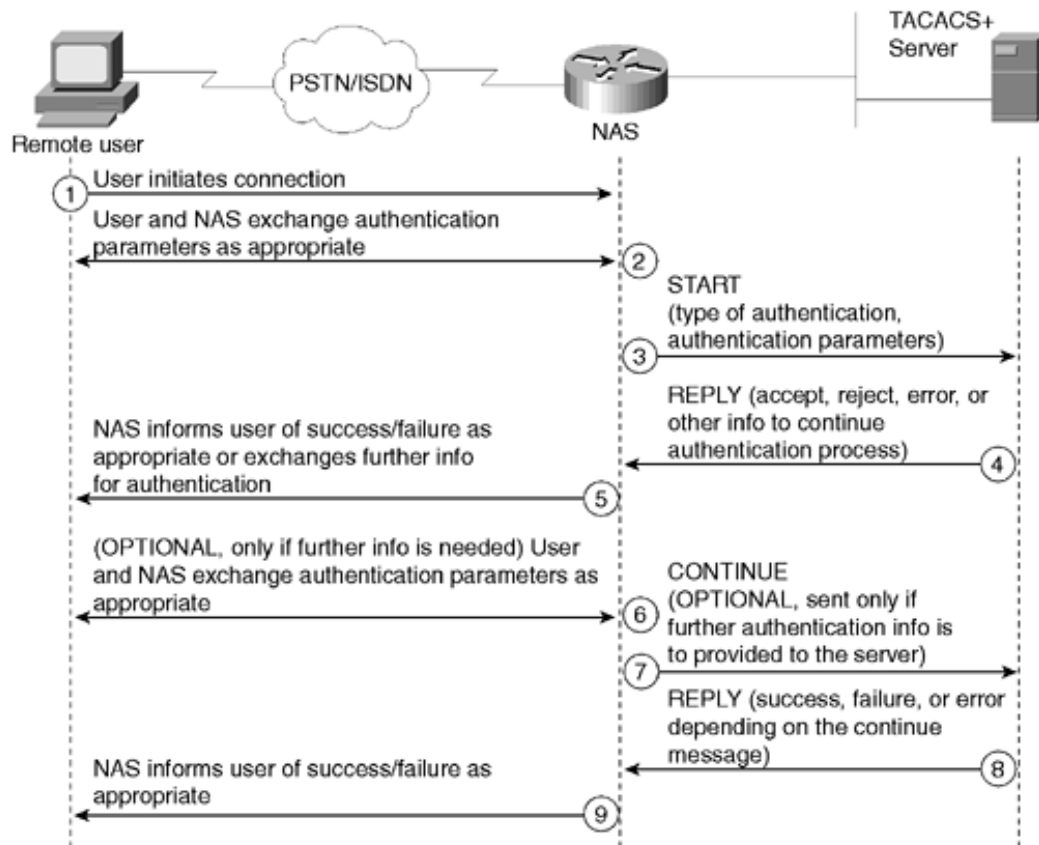 TACACS+
Server
PSTN/ISDN
NAS
Remote user
1
User initiates connection
User and NAS exchange authentication
parameters as appropriate
2
START
(type of authentication,
authentication parameters)
3
REPLY (accept, reject, error, or
other info to continue
authentication process)
4
NAS informs user of success/failure as
appropriate or exchanges further info
for authentication
5
(OPTIONAL, only if further info is needed) User
and NAS exchange authentication parameters as
appropriate
6
CONTINUE
(OPTIONAL, sent only if
further authentication info is
to provided to the server)
7
REPLY (success, failure, or error
depending on the continue
message)
8
NAS informs user of success/failure as
appropriate
9